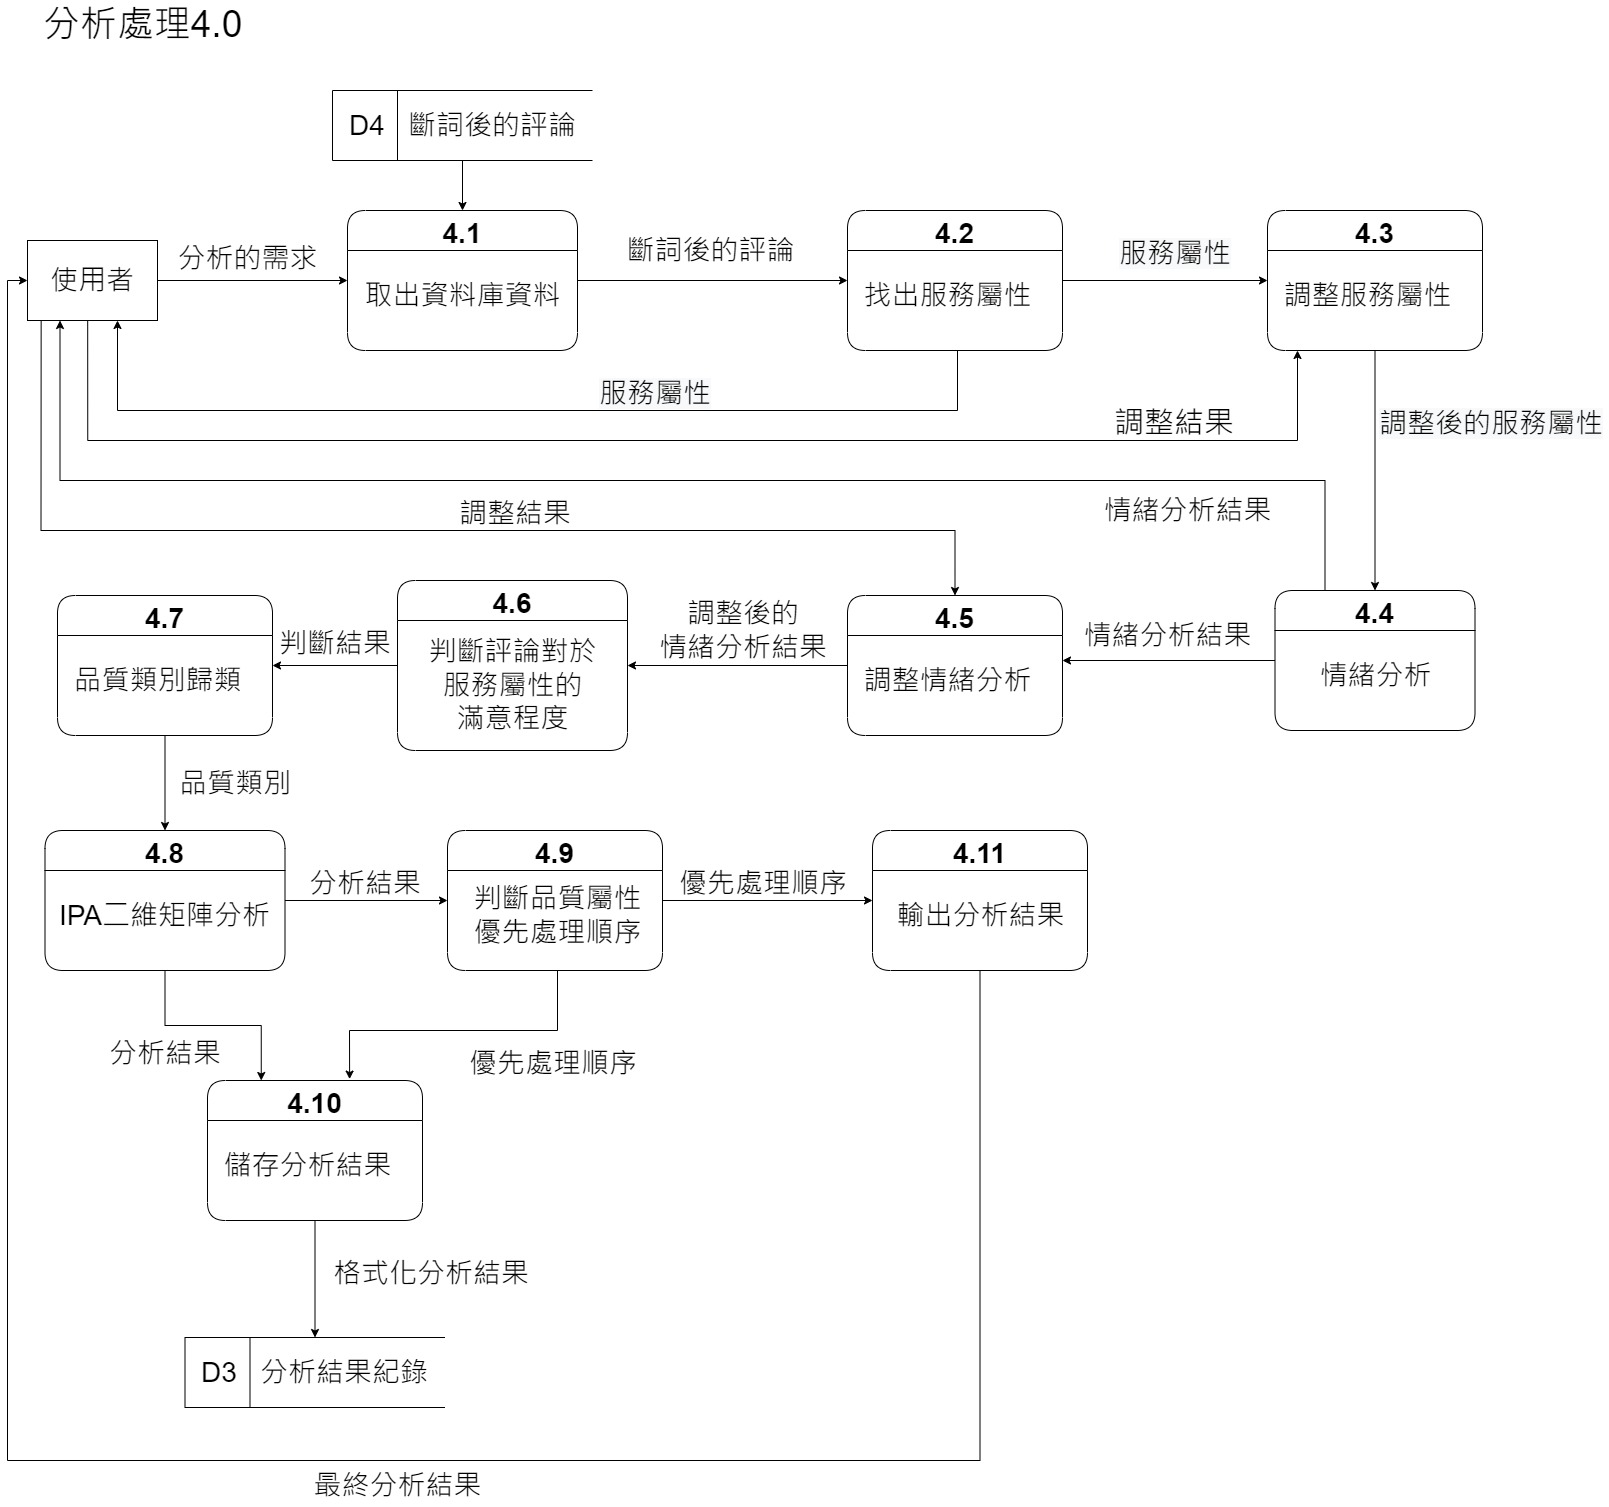 分析處理4.0
D4
斷詞後的評論
使用者
分析的需求
4.1
取出資料庫資料
斷詞後的評論
4.2
找出服務屬性
服務屬性
4.3
調整服務屬性
服務屬性
調整結果
調整後的服務屬性
情緒分析結果
調整結果
4.7
品質類別歸類
判斷結果
4.6
判斷評論對於
服務屬性的
滿意程度
調整後的
情緒分析結果
4.5
調整情緒分析
情緒分析結果
4.4
情緒分析
品質類別
4.8
IPA二維矩陣分析
分析結果
4.9
判斷品質屬性
優先處理順序
優先處理順序
4.11
輸出分析結果
分析結果
優先處理順序
4.10
儲存分析結果
格式化分析結果
D3
分析結果紀錄
最終分析結果